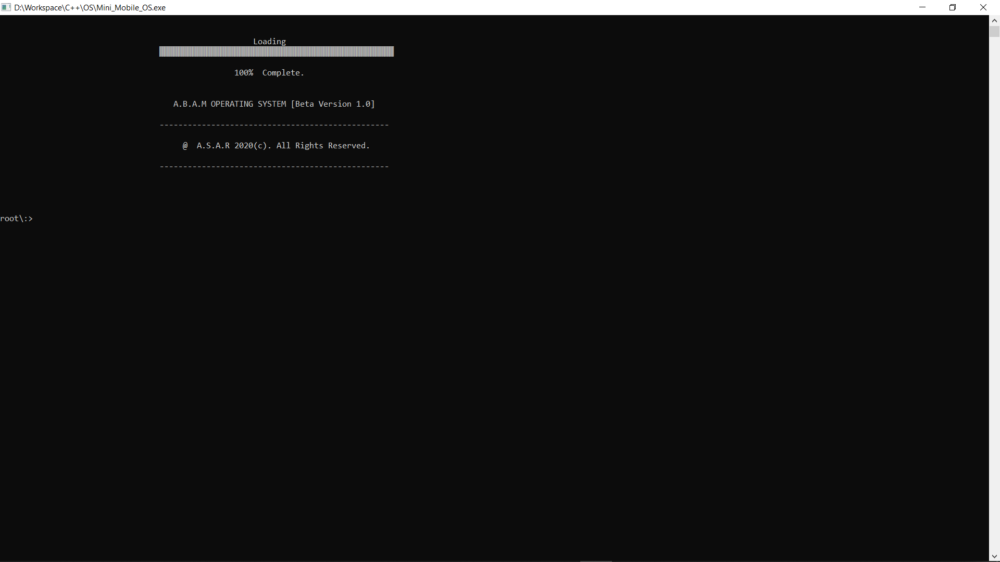 D:\Workspace\C++\OS\Mini_Mobile_OS.exe
Loading
100%  Complete.
A.B.A.M OPERATING SYSTEM [Beta Version 1.0]
-------------------------------------------------
@  A.S.A.R 2020(c). All Rights Reserved.
-------------------------------------------------
root\:>